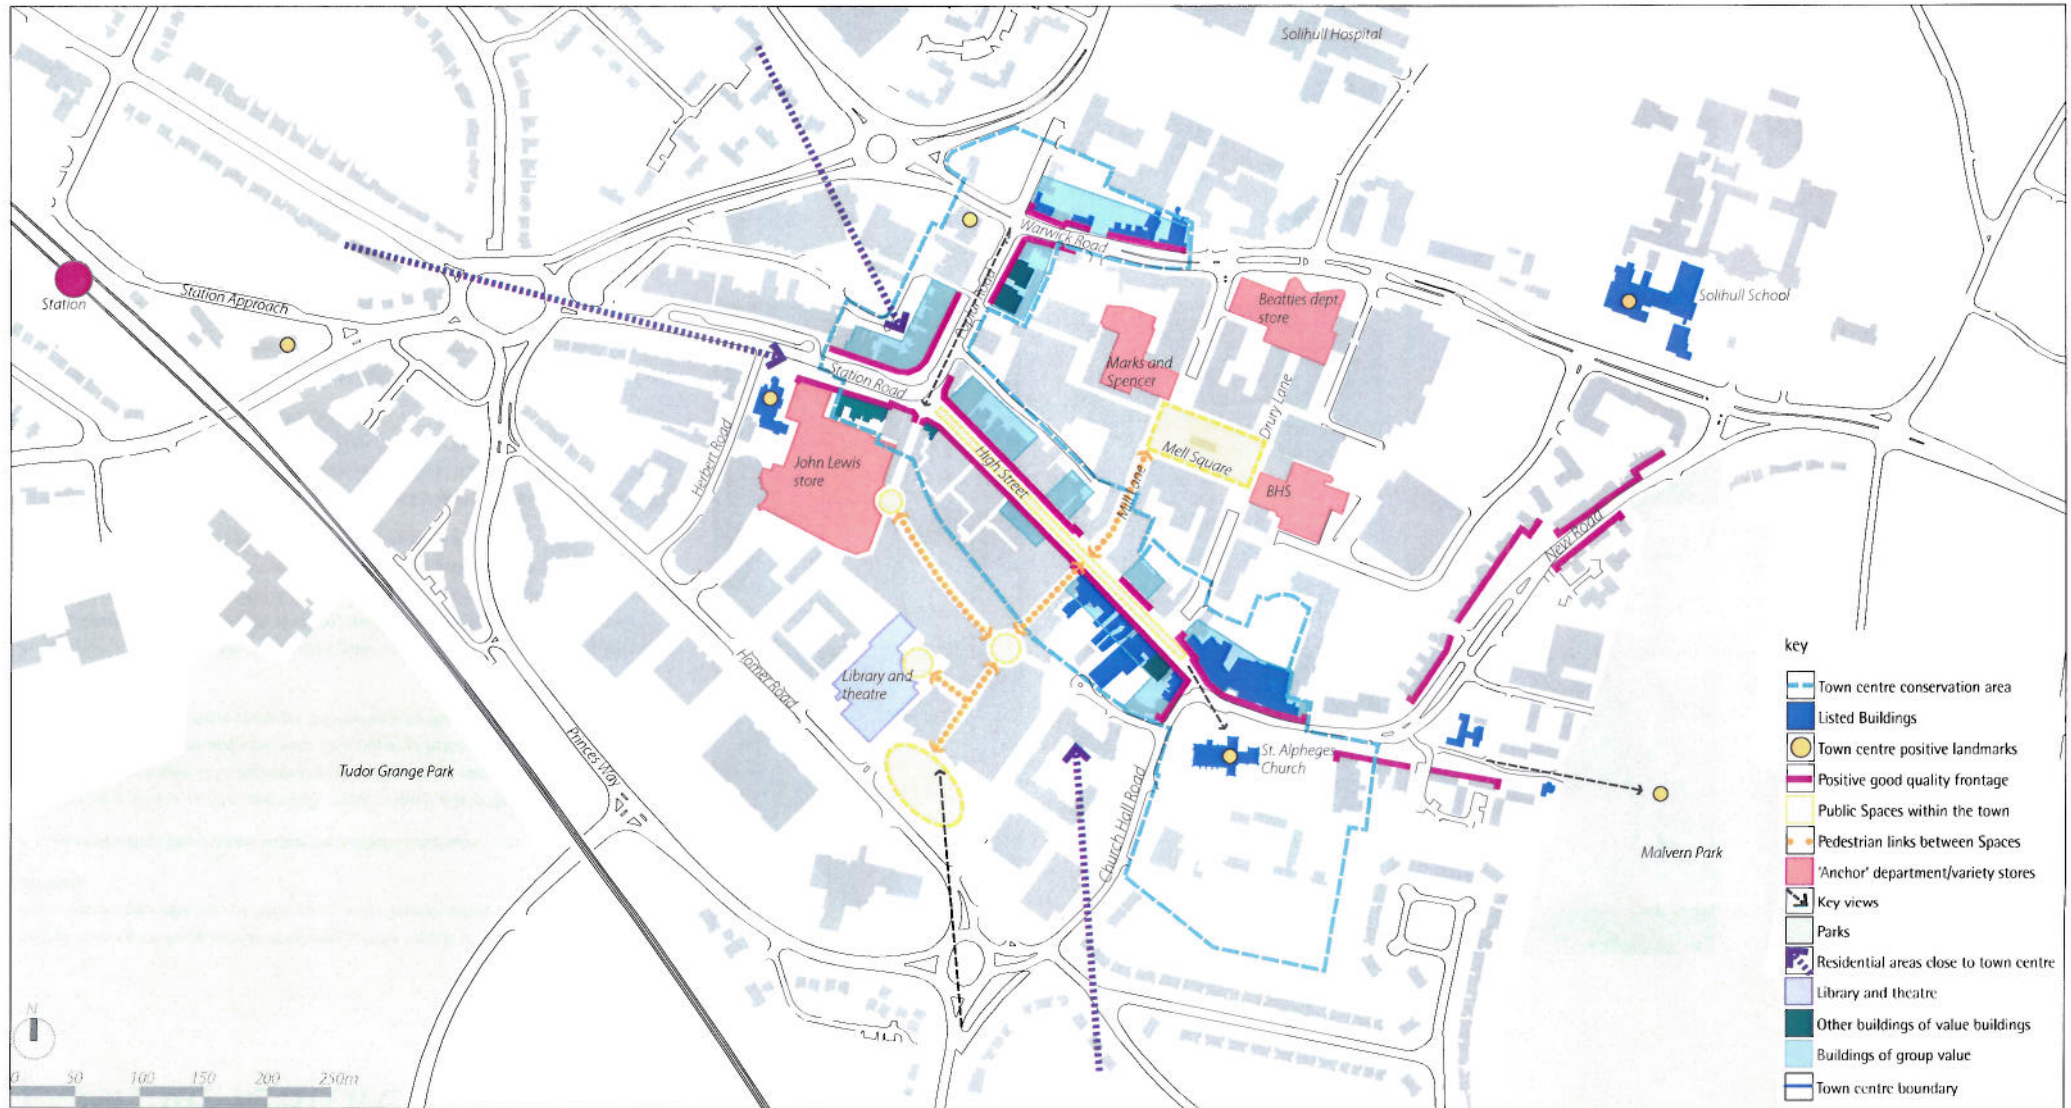 Solihull Hospital
Warwick Road
Station
Station Approach
Beatties dept
store
Solihull School
Poplar Road
Marks and
Spencer
Station Road
Drury Lane
Herbert Road
John Lewis
store
High Street
Mill Lane
Mell Square
BHS
New Road
Library and
theatre
Homer Road
Princes Way
Tudor Grange Park
St. Alpheges
Church
Church Hall Road
Malvern Park
key
Town centre conservation area
Listed Buildings
Town centre positive landmarks
Positive good quality frontage
Public Spaces within the town
Pedestrian links between Spaces
'Anchor' department/variety stores
Key views
Parks
Residential areas close to town centre
Library and theatre
Other buildings of value buildings
Buildings of group value
Town centre boundary
N
0 50 100 150 200 250m